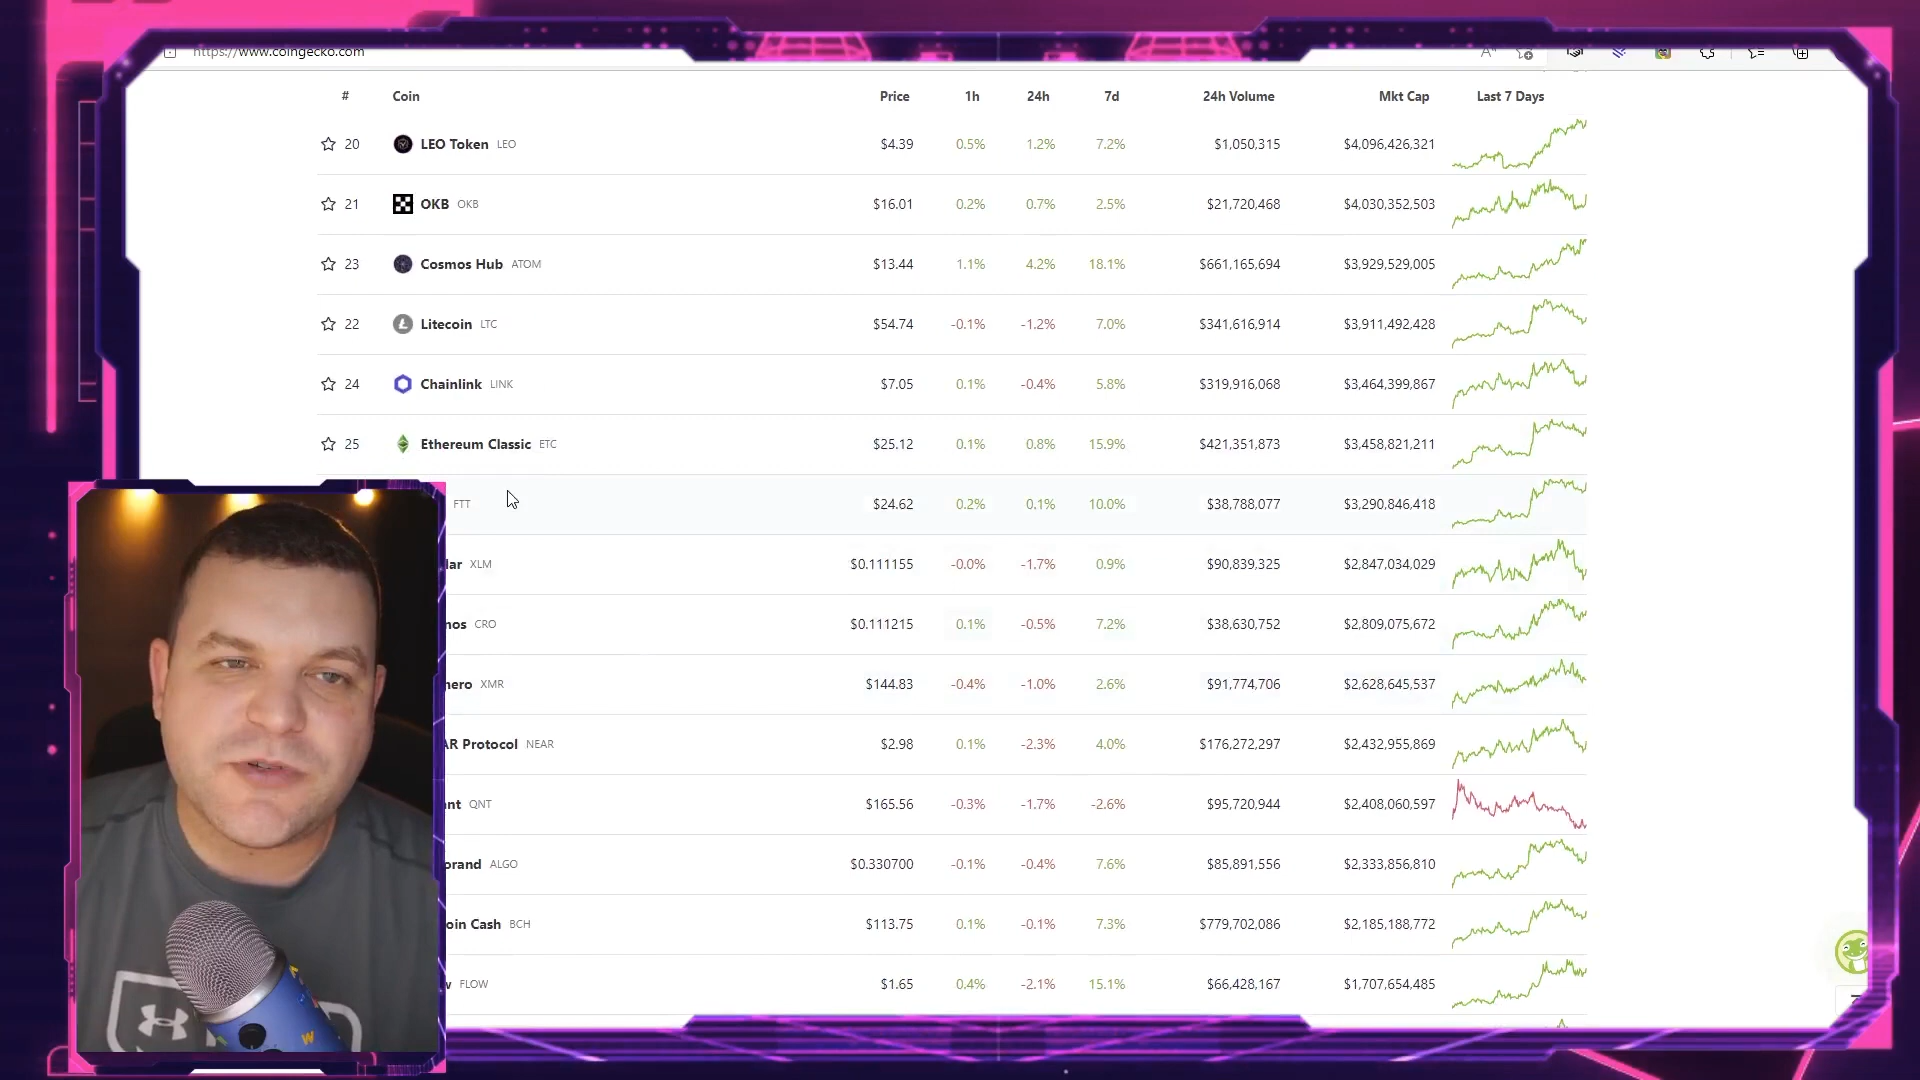 https://www.coingecko.com
# Coin Price 1h 24h 7d 24h Volume Mkt Cap Last 7 Days
20 LEO Token LEO $4.39 0.5% 1.2% 7.2% $1,050,315 $4,096,426,321
21 OKB OKB $16.01 0.2% 0.7% 2.5% $21,720,468 $4,030,352,503
23 Cosmos Hub ATOM $13.44 1.1% 4.2% 18.1% $661,165,694 $3,929,529,005
22 Litecoin LTC $54.74 -0.1% -1.2% 7.0% $341,616,914 $3,911,492,428
24 Chainlink LINK $7.05 0.1% -0.4% 5.8% $319,916,068 $3,464,399,867
25 Ethereum Classic ETC $25.12 0.1% 0.8% 15.9% $421,351,873 $3,458,821,211
FTT $24.62 0.2% 0.1% 10.0% $38,788,077 $3,290,846,418
lar XLM $0.111155 -0.0% -1.7% 0.9% $90,839,325 $2,847,034,029
nos CRO $0.111215 0.1% -0.5% 7.2% $38,630,752 $2,809,075,672
nero XMR $144.83 -0.4% -1.0% 2.6% $91,774,706 $2,628,645,537
AR Protocol NEAR $2.98 0.1% -2.3% 4.0% $176,272,297 $2,432,955,869
nt QNT $165.56 -0.3% -1.7% -2.6% $95,720,944 $2,408,060,597
orand ALGO $0.330700 -0.1% -0.4% 7.6% $85,891,556 $2,333,856,810
oin Cash BCH $113.75 0.1% -0.1% 7.3% $779,702,086 $2,185,188,772
w FLOW $1.65 0.4% -2.1% 15.1% $66,428,167 $1,707,654,485